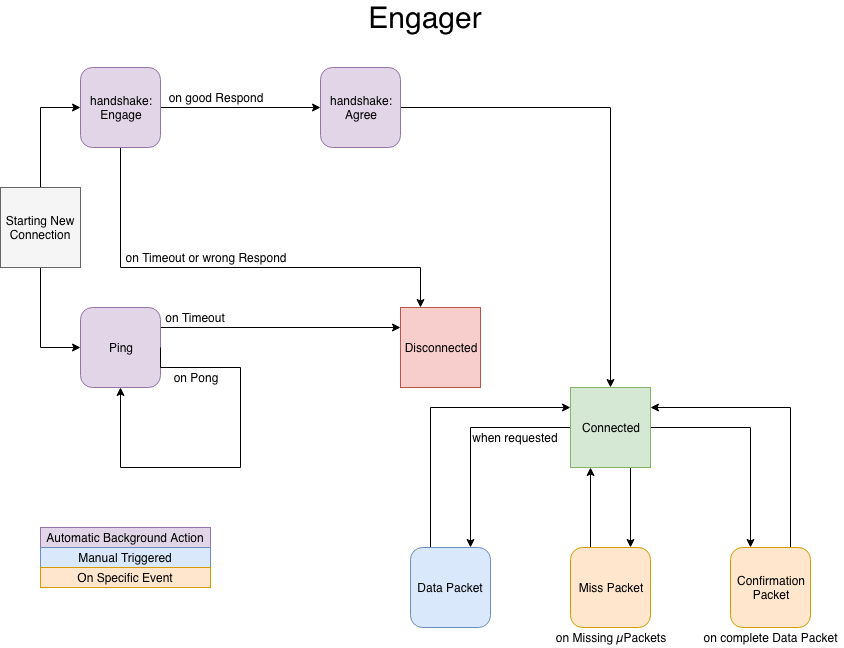 Engager
handshake:
Engage
on good Respond
handshake:
Agree
Starting New
Connection
on Timeout or wrong Respond
Ping
on Timeout
on Pong
Disconnected
Connected
when requested
Automatic Background Action
Manual Triggered
On Specific Event
Data Packet
Miss Packet
Confirmation
Packet
on Missing µPackets
on complete Data Packet